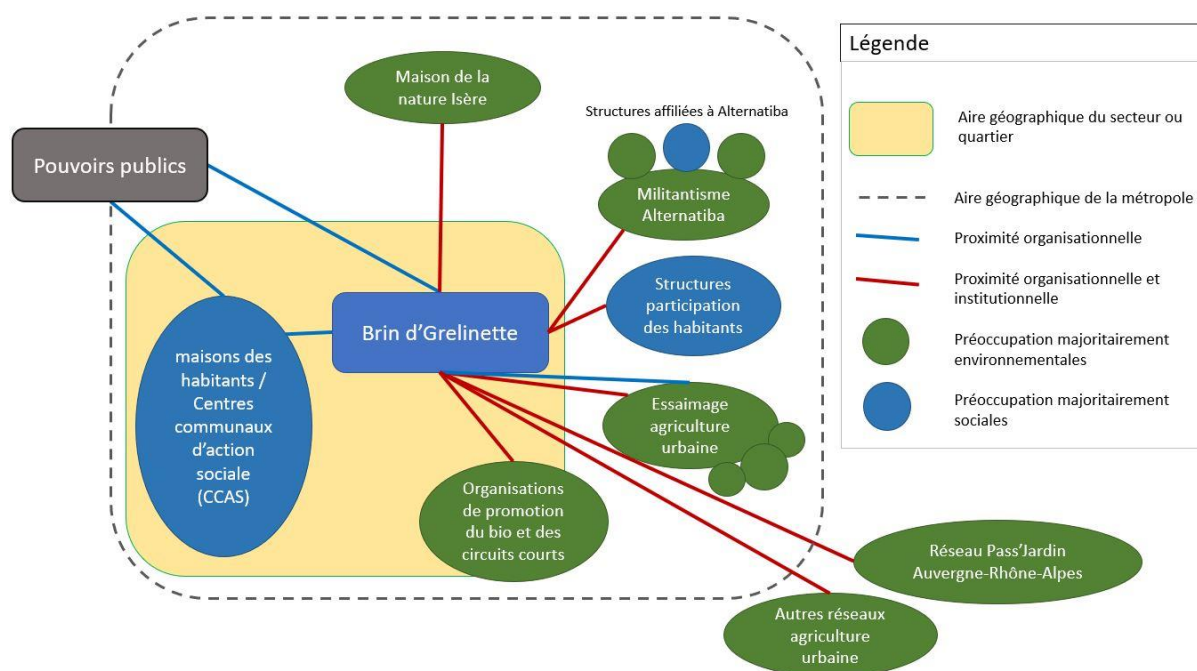 Maison de la
nature Isère
Structures affiliées à Alternatiba
Pouvoirs publics
Militantisme
Alternatiba
Brin d'Grelinette
Structures
participation
des habitants
maisons des
habitants /
Centres
communaux
d'action
sociale
(CCAS)
Essaimage
agriculture
urbaine
Organisations
de promotion
du bio et des
circuits courts
Réseau Pass'Jardin
Auvergne-Rhône-Alpes
Autres réseaux
agriculture
urbaine
Légende
Aire géographique du secteur ou
quartier
Aire géographique de la métropole
Proximité organisationnelle
Proximité organisationnelle et
institutionnelle
Préoccupation majoritairement
environnementales
Préoccupation majoritairement
sociales